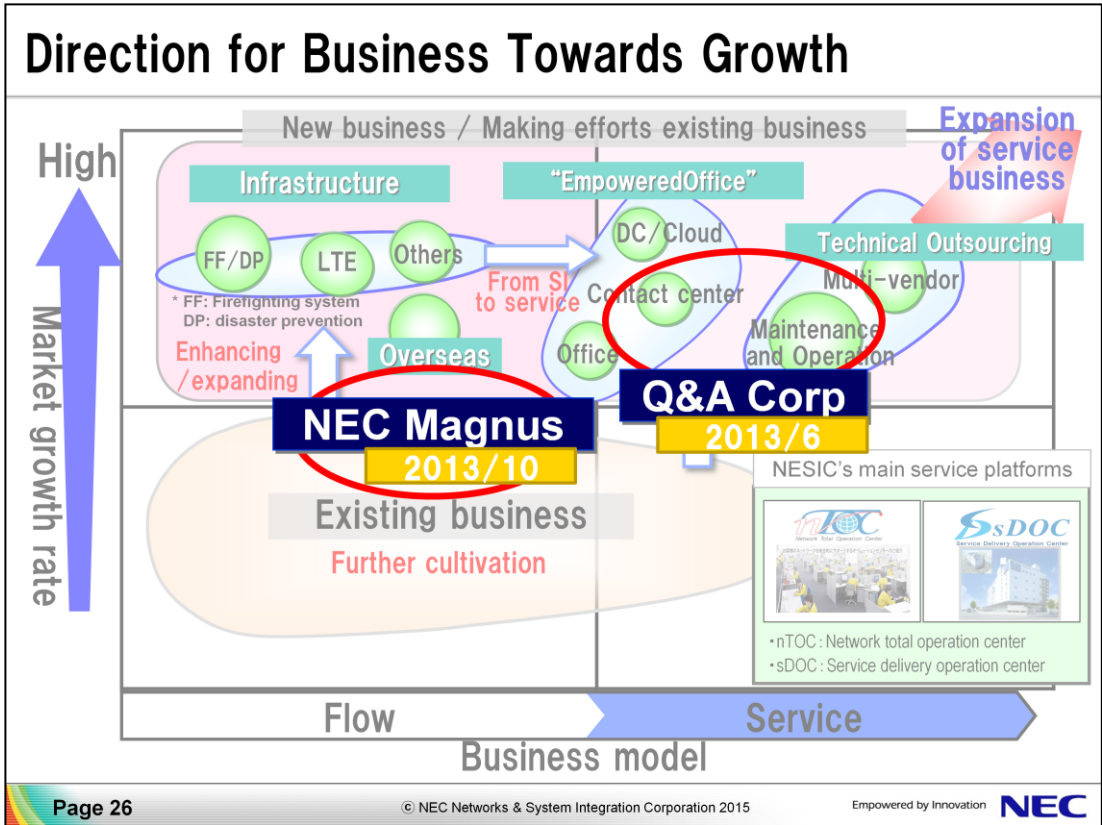 Direction for Business Towards Growth
New business / Making efforts existing business
Expansion
of service
business
High
Market growth rate
Infrastructure
"EmpoweredOffice"
Technical Outsourcing
FF/DP
LTE
Others
DC/Cloud
Multi-vendor
* FF: Firefighting system
DP: disaster prevention
From SI
to service
Contact center
Maintenance
and Operation
Office
Enhancing
/expanding
Overseas
NEC Magnus
2013/10
Q&A Corp
2013/6
Existing business
Further cultivation
NESIC's main service platforms
nTOC
Network Total Operation Center
SsDOC
Service Delivery Operation Center
・nTOC : Network total operation center
・sDOC : Service delivery operation center
Flow
Service
Business model
Page 26
© NEC Networks & System Integration Corporation 2015
Empowered by Innovation
NEC